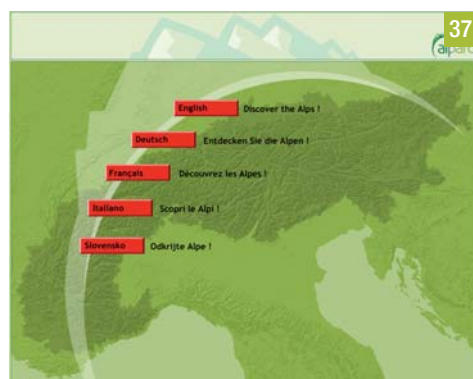 37
alparc
English Discover the Alps !
Deutsch Entdecken Sie die Alpen !
Français Découvrez les Alpes !
Italiano Scopri le Alpi !
Slovensko Odkrijte Alpe !